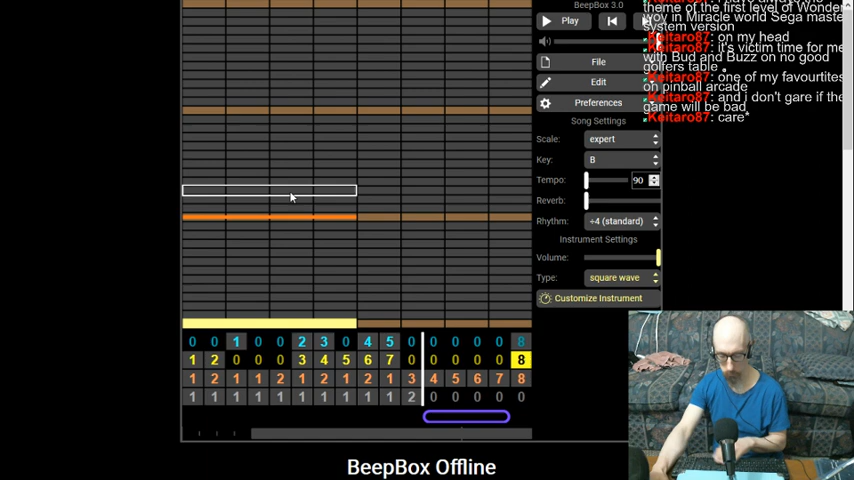 BeepBox 3.0
Play
File
Edit
Preferences
Song Settings
Scale: expert
Key: B
Tempo: 90
Reverb:
Rhythm: ÷4 (standard)
Instrument Settings
Volume:
Type: square wave
Customize Instrument
theme of the first level of Wonder
boy in Miracle world Sega master
system version
Keitaro87: on my head
Keitaro87: it's victim time for me
with Bud and Buzz on no good
golfers table
Keitaro87: one of my favourtites
on pinball arcade
Keitaro87: and i don't gare if the
game will be bad
Keitaro87: care*
0 0 1 0 0 2 3 0 4 5 0 0 0 0 0 8
1 2 0 0 0 3 4 5 6 7 0 0 0 0 0 8
1 2 1 1 2 1 2 1 2 1 3 4 5 6 7 8
1 1 1 1 1 1 1 1 1 1 2 0 0 0 0 0
BeepBox Offline